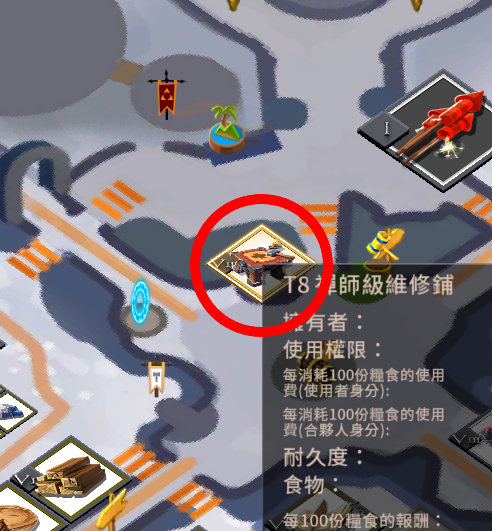 I
VIII
T8 禪師級維修鋪
擁有者：
使用權限：
每消耗100份糧食的使用
費(使用者身分):
每消耗100份糧食的使用
費(合夥人身分):
耐久度：
食物：
每100份糧食的報酬：